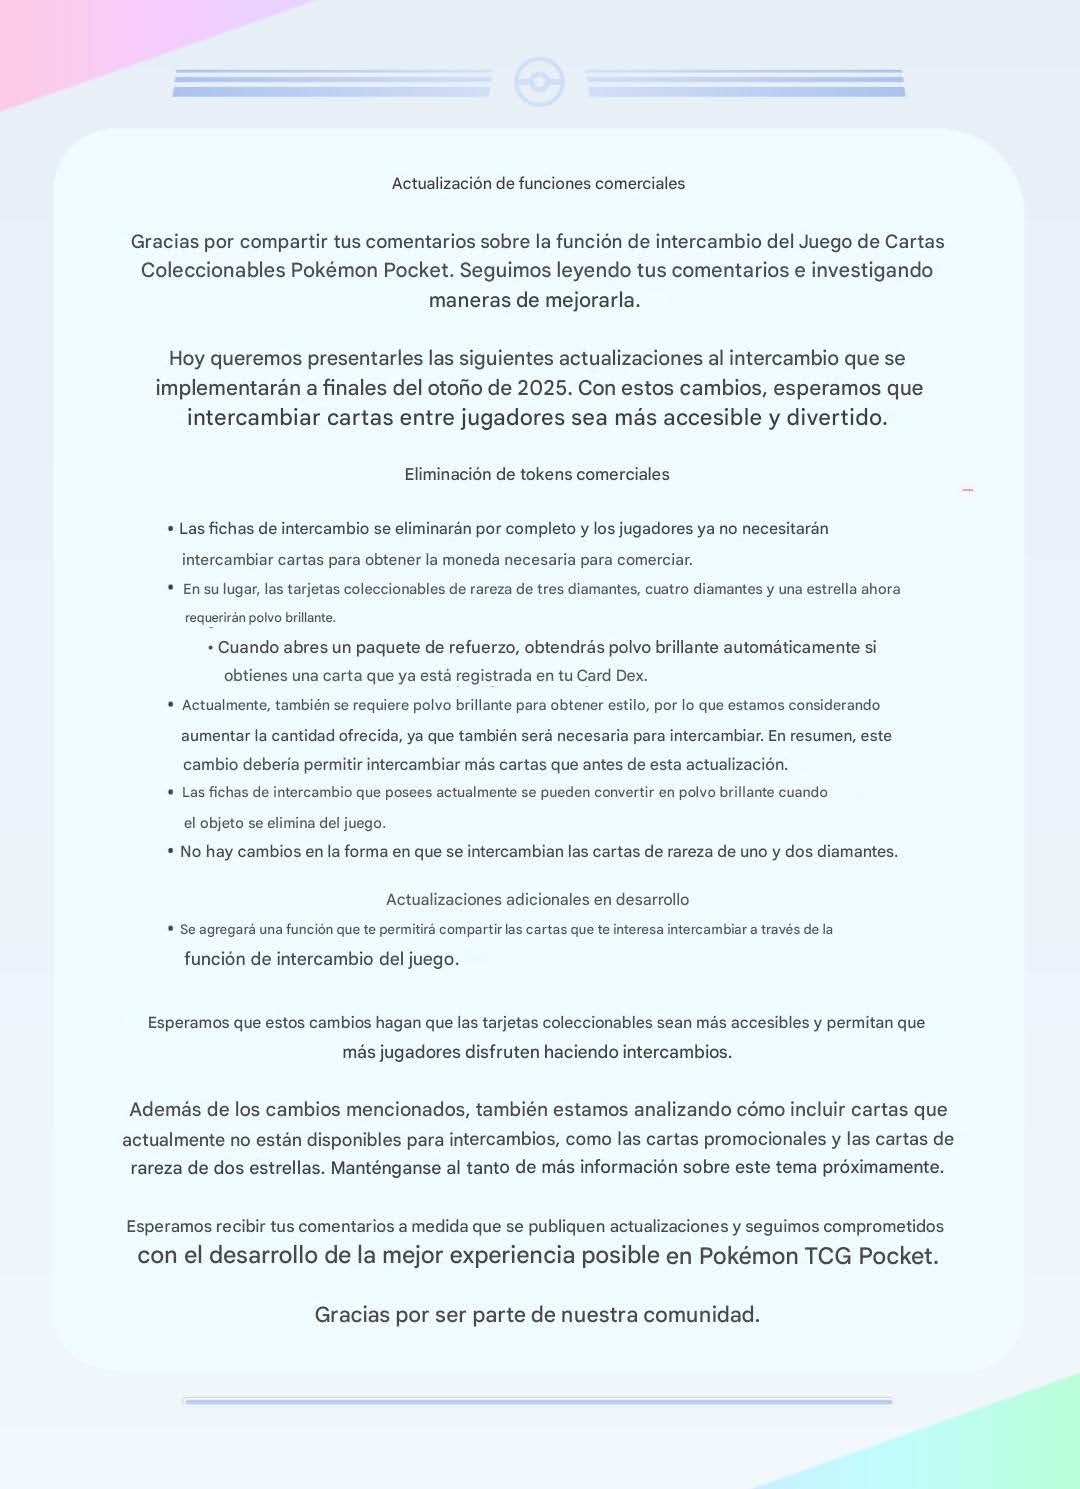 Actualización de funciones comerciales
Gracias por compartir tus comentarios sobre la función de intercambio del Juego de Cartas
Coleccionables Pokémon Pocket. Seguimos leyendo tus comentarios e investigando
maneras de mejorarla.
Hoy queremos presentarles las siguientes actualizaciones al intercambio que se
implementarán a finales del otoño de 2025. Con estos cambios, esperamos que
intercambiar cartas entre jugadores sea más accesible y divertido.
Eliminación de tokens comerciales
• Las fichas de intercambio se eliminarán por completo y los jugadores ya no necesitarán
intercambiar cartas para obtener la moneda necesaria para comerciar.
• En su lugar, las tarjetas coleccionables de rareza de tres diamantes, cuatro diamantes y una estrella ahora
requerirán polvo brillante.
• Cuando abres un paquete de refuerzo, obtendrás polvo brillante automáticamente si
obtienes una carta que ya está registrada en tu Card Dex.
• Actualmente, también se requiere polvo brillante para obtener estilo, por lo que estamos considerando
aumentar la cantidad ofrecida, ya que también será necesaria para intercambiar. En resumen, este
cambio debería permitir intercambiar más cartas que antes de esta actualización.
• Las fichas de intercambio que posees actualmente se pueden convertir en polvo brillante cuando
el objeto se elimina del juego.
• No hay cambios en la forma en que se intercambian las cartas de rareza de uno y dos diamantes.
Actualizaciones adicionales en desarrollo
• Se agregará una función que te permitirá compartir las cartas que te interesa intercambiar a través de la
función de intercambio del juego.
Esperamos que estos cambios hagan que las tarjetas coleccionables sean más accesibles y permitan que
más jugadores disfruten haciendo intercambios.
Además de los cambios mencionados, también estamos analizando cómo incluir cartas que
actualmente no están disponibles para intercambios, como las cartas promocionales y las cartas de
rareza de dos estrellas. Manténganse al tanto de más información sobre este tema próximamente.
Esperamos recibir tus comentarios a medida que se publiquen actualizaciones y seguimos comprometidos
con el desarrollo de la mejor experiencia posible en Pokémon TCG Pocket.
Gracias por ser parte de nuestra comunidad.